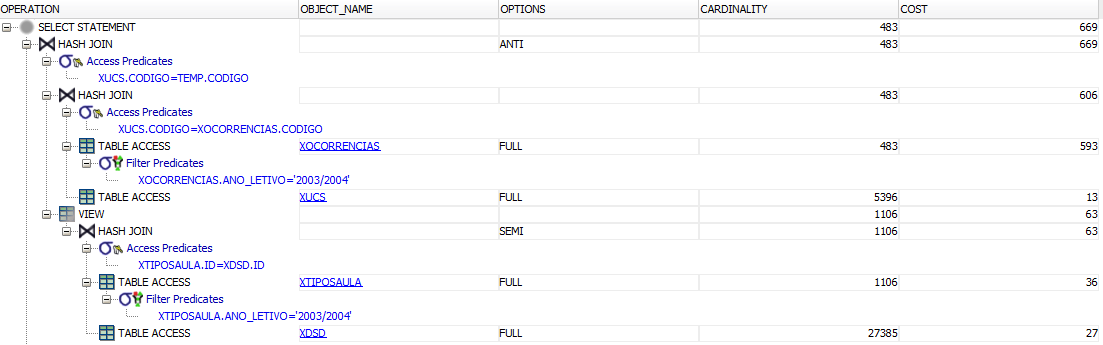 OPERATION OBJECT_NAME OPTIONS CARDINALITY COST
SELECT STATEMENT 483 669
HASH JOIN ANTI 483 669
Access Predicates
XUCS.CODIGO=TEMP.CODIGO
HASH JOIN 483 606
Access Predicates
XUCS.CODIGO=XOCORRENCIAS.CODIGO
TABLE ACCESS XOCORRENCIAS FULL 483 593
Filter Predicates
XOCORRENCIAS.ANO_LETIVO='2003/2004'
TABLE ACCESS XUCS FULL 5396 13
VIEW 1106 63
HASH JOIN SEMI 1106 63
Access Predicates
XTIPOSAULA.ID=XDSD.ID
TABLE ACCESS XTIPOSAULA FULL 1106 36
Filter Predicates
XTIPOSAULA.ANO_LETIVO='2003/2004'
TABLE ACCESS XDSD FULL 27385 27